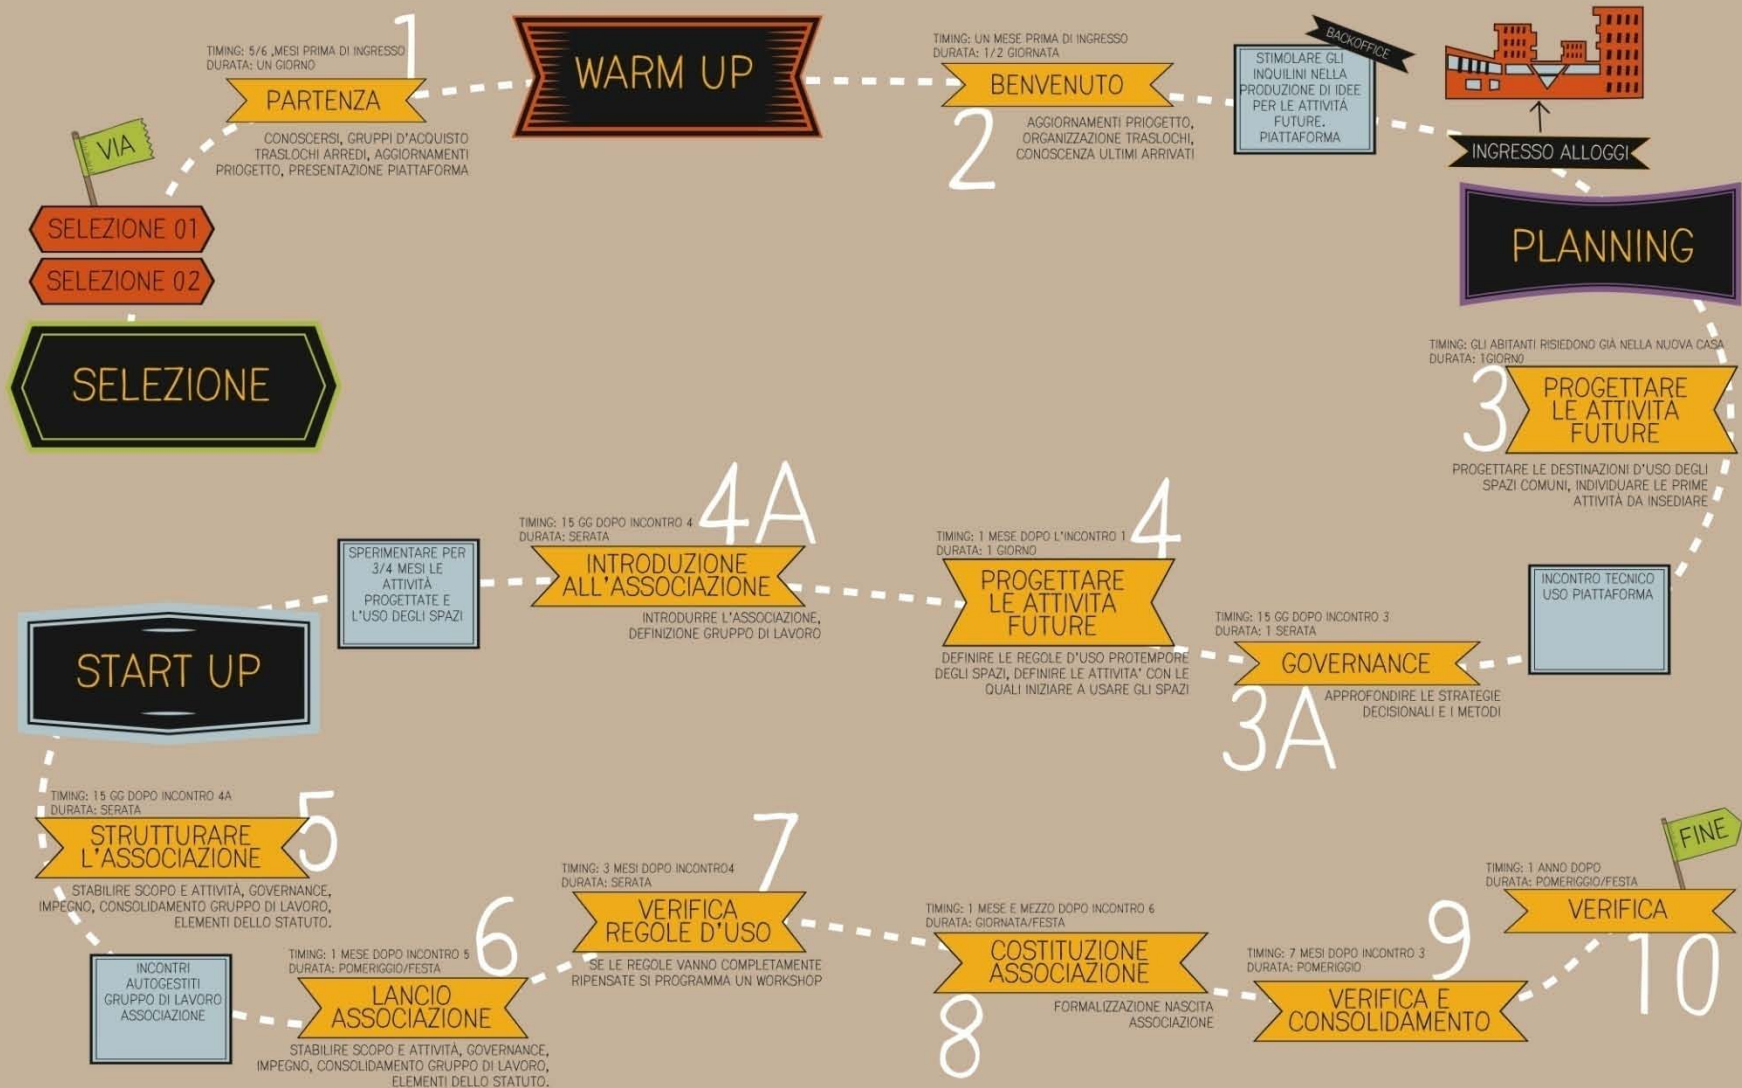 VIA
SELEZIONE 01
SELEZIONE 02
SELEZIONE
1
TIMING: 5/6 ,MESI PRIMA DI INGRESSO
DURATA: UN GIORNO
PARTENZA
CONOSCERSI, GRUPPI D'ACQUISTO
TRASLOCHI ARREDI, AGGIORNAMENTI
PRIOGETTO, PRESENTAZIONE PIATTAFORMA
WARM UP
TIMING: UN MESE PRIMA DI INGRESSO
DURATA: 1/2 GIORNATA
BENVENUTO
2
AGGIORNAMENTI PRIOGETTO,
ORGANIZZAZIONE TRASLOCHI,
CONOSCENZA ULTIMI ARRIVATI
BACKOFFICE
STIMOLARE GLI
INQUILINI NELLA
PRODUZIONE DI IDEE
PER LE ATTIVITÁ
FUTURE.
PIATTAFORMA
INGRESSO ALLOGGI
PLANNING
TIMING: GLI ABITANTI RISIEDONO GIÀ NELLA NUOVA CASA
DURATA: 1GIORNO
3
PROGETTARE
LE ATTIVITÀ
FUTURE
PROGETTARE LE DESTINAZIONI D'USO DEGLI
SPAZI COMUNI, INDIVIDUARE LE PRIME
ATTIVITÀ DA INSEDIARE
INCONTRO TECNICO
USO PIATTAFORMA
TIMING: 15 GG DOPO INCONTRO 3
DURATA: 1 SERATA
GOVERNANCE
3A
APPROFONDIRE LE STRATEGIE
DECISIONALI E I METODI
4
TIMING: 1 MESE DOPO L'INCONTRO 1
DURATA: 1 GIORNO
PROGETTARE
LE ATTIVITÀ
FUTURE
DEFINIRE LE REGOLE D'USO PROTEMPORE
DEGLI SPAZI, DEFINIRE LE ATTIVITA' CON LE
QUALI INIZIARE A USARE GLI SPAZI
4A
TIMING: 15 GG DOPO INCONTRO 4
DURATA: SERATA
INTRODUZIONE
ALL'ASSOCIAZIONE
INTRODURRE L'ASSOCIAZIONE,
DEFINIZIONE GRUPPO DI LAVORO
SPERIMENTARE PER
3/4 MESI LE
ATTIVITÀ
PROGETTATE E
L'USO DEGLI SPAZI
START UP
TIMING: 15 GG DOPO INCONTRO 4A
DURATA: SERATA
5
STRUTTURARE
L'ASSOCIAZIONE
STABILIRE SCOPO E ATTIVITÀ, GOVERNANCE,
IMPEGNO, CONSOLIDAMENTO GRUPPO DI LAVORO,
ELEMENTI DELLO STATUTO.
INCONTRI
AUTOGESTITI
GRUPPO DI LAVORO
ASSOCIAZIONE
6
TIMING: 1 MESE DOPO INCONTRO 5
DURATA: POMERIGGIO/FESTA
LANCIO
ASSOCIAZIONE
STABILIRE SCOPO E ATTIVITÀ, GOVERNANCE,
IMPEGNO, CONSOLIDAMENTO GRUPPO DI LAVORO,
ELEMENTI DELLO STATUTO.
7
TIMING: 3 MESI DOPO INCONTRO4
DURATA: SERATA
VERIFICA
REGOLE D'USO
SE LE REGOLE VANNO COMPLETAMENTE
RIPENSATE SI PROGRAMMA UN WORKSHOP
TIMING: 1 MESE E MEZZO DOPO INCONTRO 6
DURATA: GIORNATA/FESTA
COSTITUZIONE
ASSOCIAZIONE
8
FORMALIZZAZIONE NASCITA
ASSOCIAZIONE
9
TIMING: 7 MESI DOPO INCONTRO 3
DURATA: POMERIGGIO
VERIFICA E
CONSOLIDAMENTO
FINE
TIMING: 1 ANNO DOPO
DURATA: POMERIGGIO/FESTA
VERIFICA
10